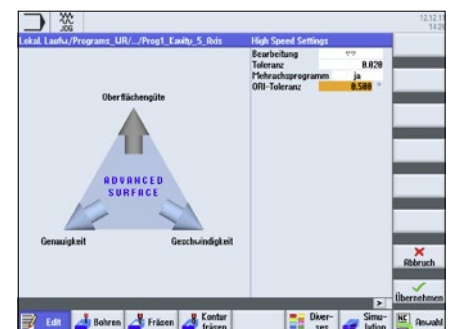 JOG
12.12.11
14:26
Lokal. Laufw./Programs_UR/.../Prog1_Kavity_5_Axis
High Speed Settings
Bearbeitung ▽▽
Toleranz 0.020
Mehrachsprogramm ja
ORI-Toleranz 0.500 °
Oberflächengüte
ADVANCED
SURFACE
Genauigkeit
Geschwindigkeit
Abbruch
Übernehmen
Edit
Bohren
Fräsen
Kontur
fräsen
Diver-
ses
Simu-
lation
NC Anwahl